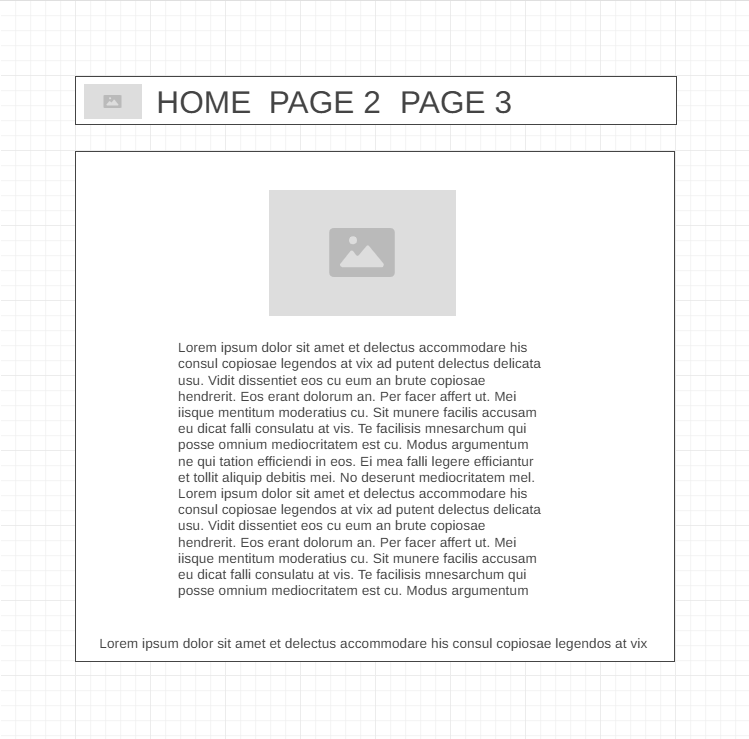 HOME PAGE 2 PAGE 3
Lorem ipsum dolor sit amet et delectus accommodare his
consul copiosae legendos at vix ad putent delectus delicata
usu. Vidit dissentiet eos cu eum an brute copiosae
hendrerit. Eos erant dolorum an. Per facer affert ut. Mei
iisque mentitum moderatius cu. Sit munere facilis accusam
eu dicat falli consulatu at vis. Te facilisis mnesarchum qui
posse omnium mediocritatem est cu. Modus argumentum
ne qui tation efficiendi in eos. Ei mea falli legere efficiantur
et tollit aliquip debitis mei. No deserunt mediocritatem mel.
Lorem ipsum dolor sit amet et delectus accommodare his
consul copiosae legendos at vix ad putent delectus delicata
usu. Vidit dissentiet eos cu eum an brute copiosae
hendrerit. Eos erant dolorum an. Per facer affert ut. Mei
iisque mentitum moderatius cu. Sit munere facilis accusam
eu dicat falli consulatu at vis. Te facilisis mnesarchum qui
posse omnium mediocritatem est cu. Modus argumentum
Lorem ipsum dolor sit amet et delectus accommodare his consul copiosae legendos at vix